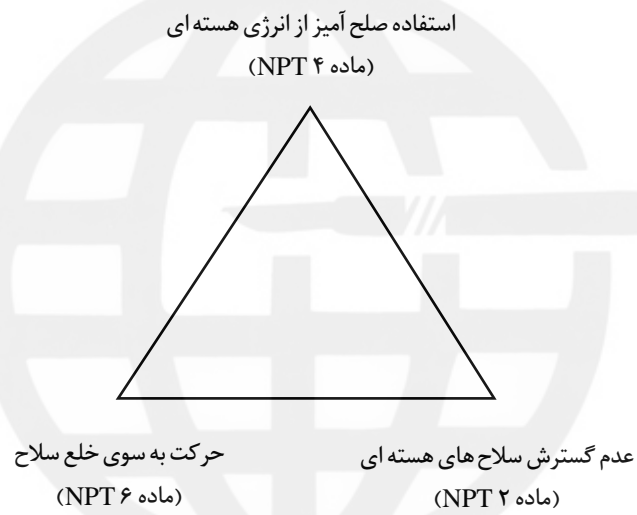 استفاده صلح آمیز از انرژی هسته ای
(ماده ۴ NPT)
عدم گسترش سلاح های هسته ای
(ماده ۲ NPT)
حرکت به سوی خلع سلاح
(ماده ۶ NPT)